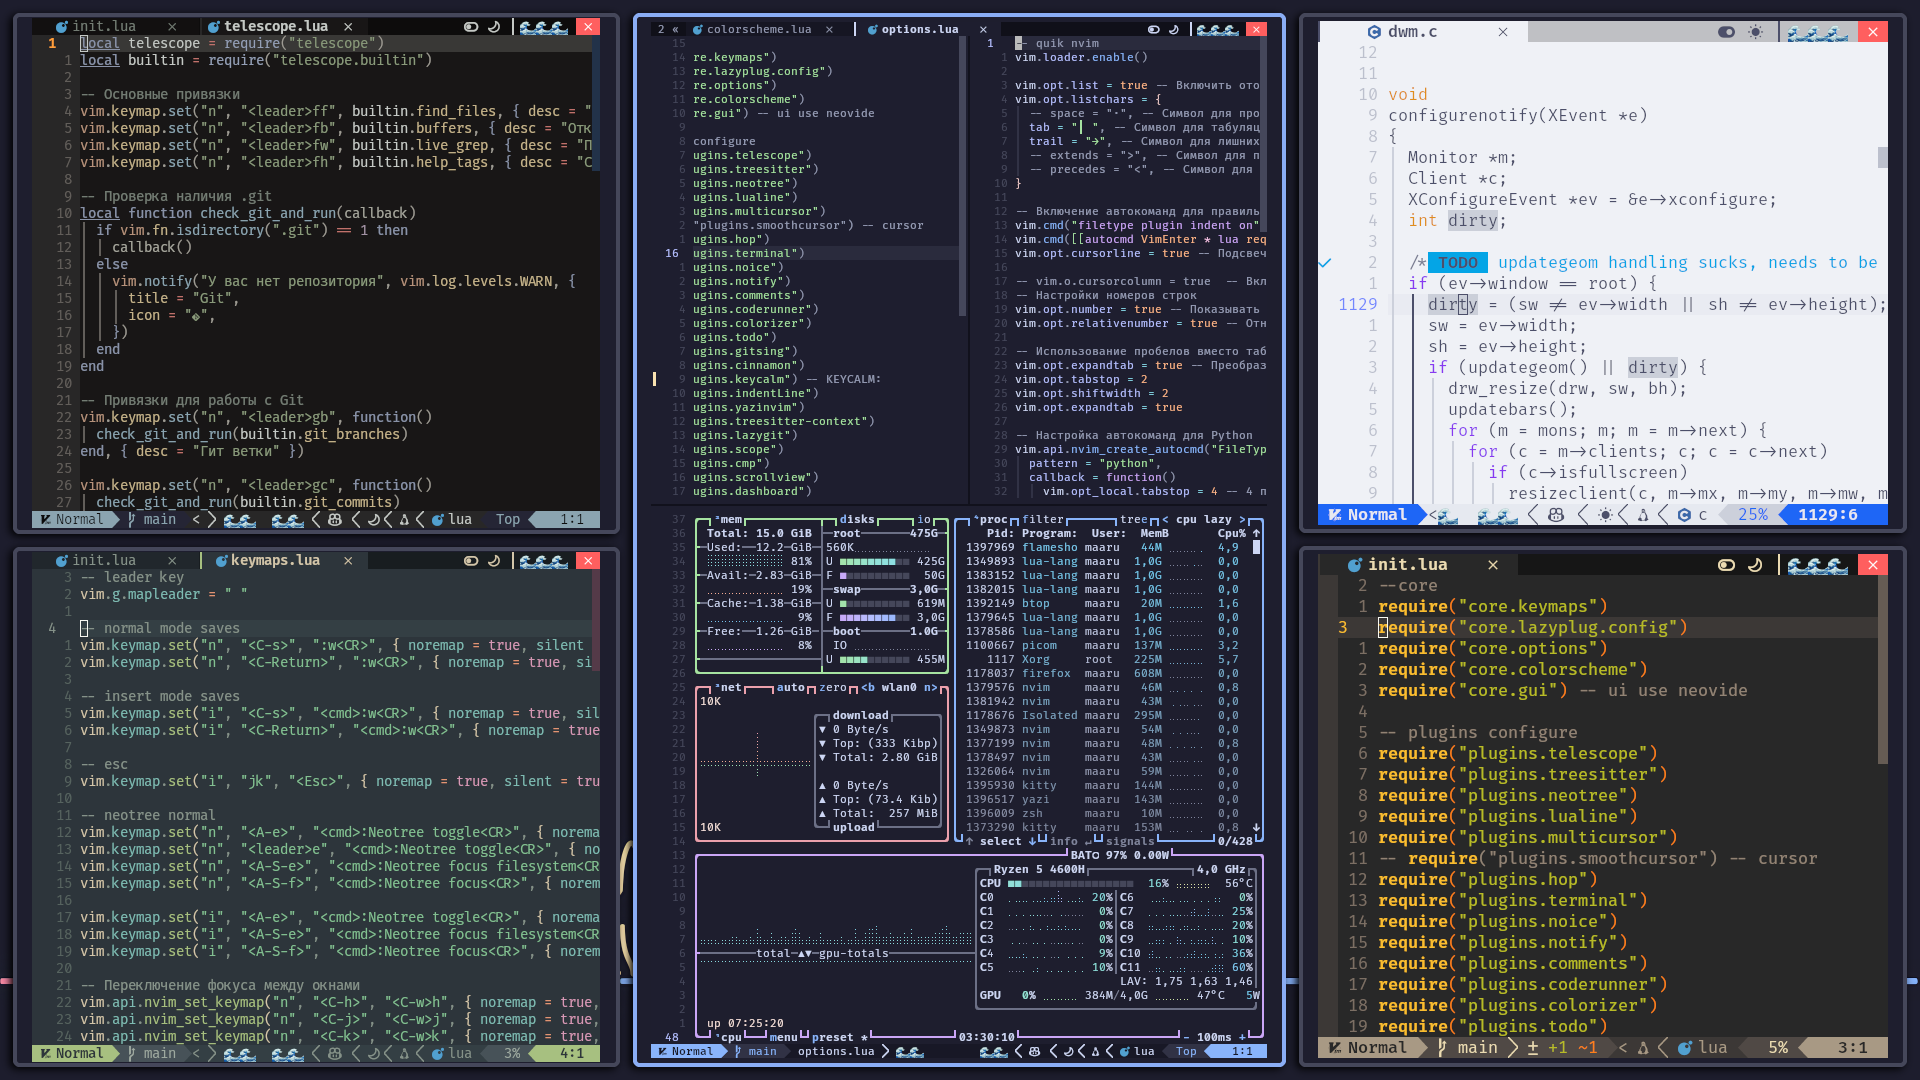 init.lua × telescope.lua ×
1 local telescope = require("telescope")
1 local builtin = require("telescope.builtin")
2
3 -- Основные привязки
4 vim.keymap.set("n", "<leader>ff", builtin.find_files, { desc = "
5 vim.keymap.set("n", "<leader>fb", builtin.buffers, { desc = "Отк
6 vim.keymap.set("n", "<leader>fw", builtin.live_grep, { desc = "П
7 vim.keymap.set("n", "<leader>fh", builtin.help_tags, { desc = "С
8
9 -- Проверка наличия .git
10 local function check_git_and_run(callback)
11 if vim.fn.isdirectory(".git") == 1 then
12 callback()
13 else
14 vim.notify("У вас нет репозитория", vim.log.levels.WARN, {
15 title = "Git",
16 icon = "",
17 })
18 end
19 end
20
21 -- Привязки для работы с Git
22 vim.keymap.set("n", "<leader>gb", function()
23 check_git_and_run(builtin.git_branches)
24 end, { desc = "Гит ветки" })
25
26 vim.keymap.set("n", "<leader>gc", function()
27 check_git_and_run(builtin.git_commits)
Normal main < > lua Top 1:1
init.lua × keymaps.lua ×
3 -- leader key
2 vim.g.mapleader = " "
1
4 -- normal mode saves
1 vim.keymap.set("n", "<C-s>", ":w<CR>", { noremap = true, silent
2 vim.keymap.set("n", "<C-Return>", ":w<CR>", { noremap = true, si
3
4 -- insert mode saves
5 vim.keymap.set("i", "<C-s>", "<cmd>:w<CR>", { noremap = true, sil
6 vim.keymap.set("i", "<C-Return>", "<cmd>:w<CR>", { noremap = true
7
8 -- esc
9 vim.keymap.set("i", "jk", "<Esc>", { noremap = true, silent = tru
10
11 -- neotree normal
12 vim.keymap.set("n", "<A-e>", "<cmd>:Neotree toggle<CR>", { norema
13 vim.keymap.set("n", "<leader>e", "<cmd>:Neotree toggle<CR>", { no
14 vim.keymap.set("n", "<A-S-e>", "<cmd>:Neotree focus filesystem<CR
15 vim.keymap.set("n", "<A-S-f>", "<cmd>:Neotree focus<CR>", { norem
16
17 vim.keymap.set("i", "<A-e>", "<cmd>:Neotree toggle<CR>", { norema
18 vim.keymap.set("i", "<A-S-e>", "<cmd>:Neotree focus filesystem<CR
19 vim.keymap.set("i", "<A-S-f>", "<cmd>:Neotree focus<CR>", { norem
20
21 -- Переключение фокуса между окнами
22 vim.api.nvim_set_keymap("n", "<C-h>", "<C-w>h", { noremap = true,
23 vim.api.nvim_set_keymap("n", "<C-j>", "<C-w>j", { noremap = true,
24 vim.api.nvim_set_keymap("n", "<C-k>", "<C-w>k", { noremap = true,
Normal main < lua 3% 4:1
2 « colorscheme.lua × options.lua ×
15
14 re.keymaps")
13 re.lazyplug.config")
12 re.options")
11 re.colorscheme")
10 re.gui") -- ui use neovide
9
8 configure
7 ugins.telescope")
6 ugins.treesitter")
5 ugins.neotree")
4 ugins.lualine")
3 ugins.multicursor")
2 "plugins.smoothcursor") -- cursor
1 ugins.hop")
16 ugins.terminal")
1 ugins.noice")
2 ugins.notify")
3 ugins.comments")
4 ugins.coderunner")
5 ugins.colorizer")
6 ugins.todo")
7 ugins.gitsing")
8 ugins.cinnamon")
9 ugins.keycalm") -- KEYCALM:
10 ugins.indentLine")
11 ugins.yazinvim")
12 ugins.treesitter-context")
13 ugins.lazygit")
14 ugins.scope")
15 ugins.cmp")
16 ugins.scrollview")
17 ugins.dashboard")
1 -- quik nvim
1 vim.loader.enable()
2
3 vim.opt.list = true -- Включить ото
4 vim.opt.listchars = {
5 -- space = "·", -- Символ для про
6 tab = "▏ ", -- Символ для табуляц
7 trail = "→", -- Символ для лишних
8 -- extends = ">", -- Символ для п
9 -- precedes = "<", -- Символ для
10 }
11
12 -- Включение автокоманд для правиль
13 vim.cmd("filetype plugin indent on"
14 vim.cmd([[autocmd VimEnter * lua req
15 vim.opt.cursorline = true -- Подсвеч
16
17 -- vim.o.cursorcolumn = true -- Вкл
18 -- Настройки номеров строк
19 vim.opt.number = true -- Показывать
20 vim.opt.relativenumber = true -- Отн
21
22 -- Использование пробелов вместо таб
23 vim.opt.expandtab = true -- Преобраз
24 vim.opt.tabstop = 2
25 vim.opt.shiftwidth = 2
26 vim.opt.expandtab = true
27
28 -- Настройка автокоманд для Python
29 vim.api.nvim_create_autocmd("FileTyp
30 pattern = "python",
31 callback = function()
32 vim.opt_local.tabstop = 4 -- 4 п
²mem disks io
Total: 15.0 GiB
Used: 12.2 GiB
81%
Avail: 2.83 GiB
19%
Cache: 1.38 GiB
9%
Free: 1.26 GiB
8%
root 475G
560K
U 425G
F 50G
swap 3,0G
U 619M
F 3,0G
boot 1.0G
IO
U 455M
³net auto zero <b wlan0 n>
10K
download
▼ 0 Byte/s
▼ Top: (333 Kibp)
▼ Total: 2.80 GiB
▲ 0 Byte/s
▲ Top: (73.4 Kib)
▲ Total: 257 MiB
upload
10K
⁴proc filter tree < cpu lazy >
Pid: Program: User: MemB Cpu% ↑
1397969 flamesho maaru 44M 4,9
1349893 lua-lang maaru 1,0G 0,0
1383152 lua-lang maaru 1,0G 0,0
1382015 lua-lang maaru 1,0G 0,0
1392149 btop maaru 20M 1,6
1379645 lua-lang maaru 1,0G 0,0
1378586 lua-lang maaru 1,0G 0,0
1100667 picom maaru 137M 3,2
1117 Xorg root 225M 5,7
1178037 firefox maaru 608M 0,0
1379576 nvim maaru 46M 0,8
1381942 nvim maaru 43M 0,0
1178676 Isolated maaru 295M 0,0
1349873 nvim maaru 54M 0,0
1377199 nvim maaru 48M 0,8
1378497 nvim maaru 43M 0,0
1326064 nvim maaru 59M 0,0
1395930 kitty maaru 144M 0,0
1396517 yazi maaru 143M 0,0
1396009 zsh maaru 10M 0,0
1373290 kitty maaru 153M 0,8 ↓
↑ select ↓ info ↵ signals 0/428
BAT○ 97% 0.00W
Ryzen 5 4600H 4,0 GHz
CPU 16% 56°C
C0 20% C6 0%
C1 0% C7 25%
C2 0% C8 20%
C3 0% C9 10%
C4 9% C10 36%
C5 10% C11 60%
LAV: 1,75 1,63 1,46
GPU 0% 384M/4,0G 47°C 5W
total ▲▼ gpu-totals
up 07:25:20
48 ¹cpu menu preset * 03:30:10 - 100ms +
Normal main options.lua lua Top 1:1
dwm.c ×
12
11
10 void
9 configurenotify(XEvent *e)
8 {
7 Monitor *m;
6 Client *c;
5 XConfigureEvent *ev = &e->xconfigure;
4 int dirty;
3
2 /* TODO updategeom handling sucks, needs to be
1 if (ev->window == root) {
1129 dirty = (sw != ev->width || sh != ev->height);
1 sw = ev->width;
2 sh = ev->height;
3 if (updategeom() || dirty) {
4 drw_resize(drw, sw, bh);
5 updatebars();
6 for (m = mons; m; m = m->next) {
7 for (c = m->clients; c; c = c->next)
8 if (c->isfullscreen)
9 resizeclient(c, m->mx, m->my, m->mw, m
Normal < c 25% 1129:6
init.lua ×
2 --core
1 require("core.keymaps")
3 require("core.lazyplug.config")
1 require("core.options")
2 require("core.colorscheme")
3 require("core.gui") -- ui use neovide
4
5 -- plugins configure
6 require("plugins.telescope")
7 require("plugins.treesitter")
8 require("plugins.neotree")
9 require("plugins.lualine")
10 require("plugins.multicursor")
11 -- require("plugins.smoothcursor") -- cursor
12 require("plugins.hop")
13 require("plugins.terminal")
14 require("plugins.noice")
15 require("plugins.notify")
16 require("plugins.comments")
17 require("plugins.coderunner")
18 require("plugins.colorizer")
19 require("plugins.todo")
Normal main ± +1 ~1 < lua 5% 3:1